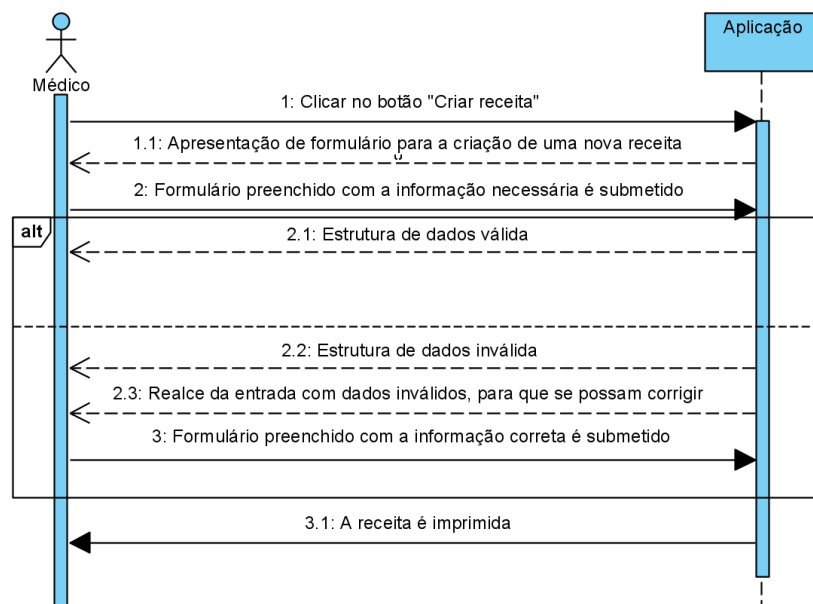 Aplicação
Médico
1: Clicar no botão "Criar receita"
1.1: Apresentação de formulário para a criação de uma nova receita
2: Formulário preenchido com a informação necessária é submetido
alt
2.1: Estrutura de dados válida
2.2: Estrutura de dados inválida
2.3: Realce da entrada com dados inválidos, para que se possam corrigir
3: Formulário preenchido com a informação correta é submetido
3.1: A receita é imprimida